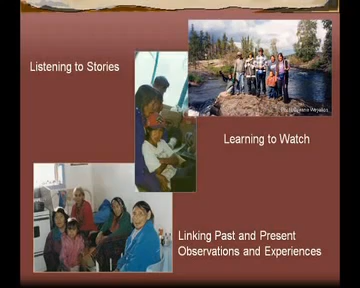 Listening to Stories
Learning to Watch
Linking Past and Present
Observations and Experiences